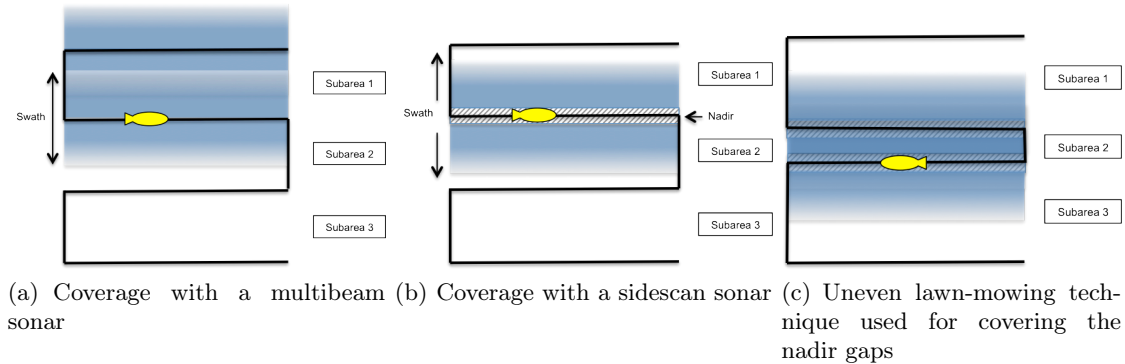 Swath
Subarea 1
Subarea 2
Subarea 3
Swath
Subarea 1
Nadir
Subarea 2
Subarea 3
Subarea 1
Subarea 2
Subarea 3
(a) Coverage with a multibeam
sonar
(b) Coverage with a sidescan sonar
(c) Uneven lawn-mowing tech-
nique used for covering the
nadir gaps